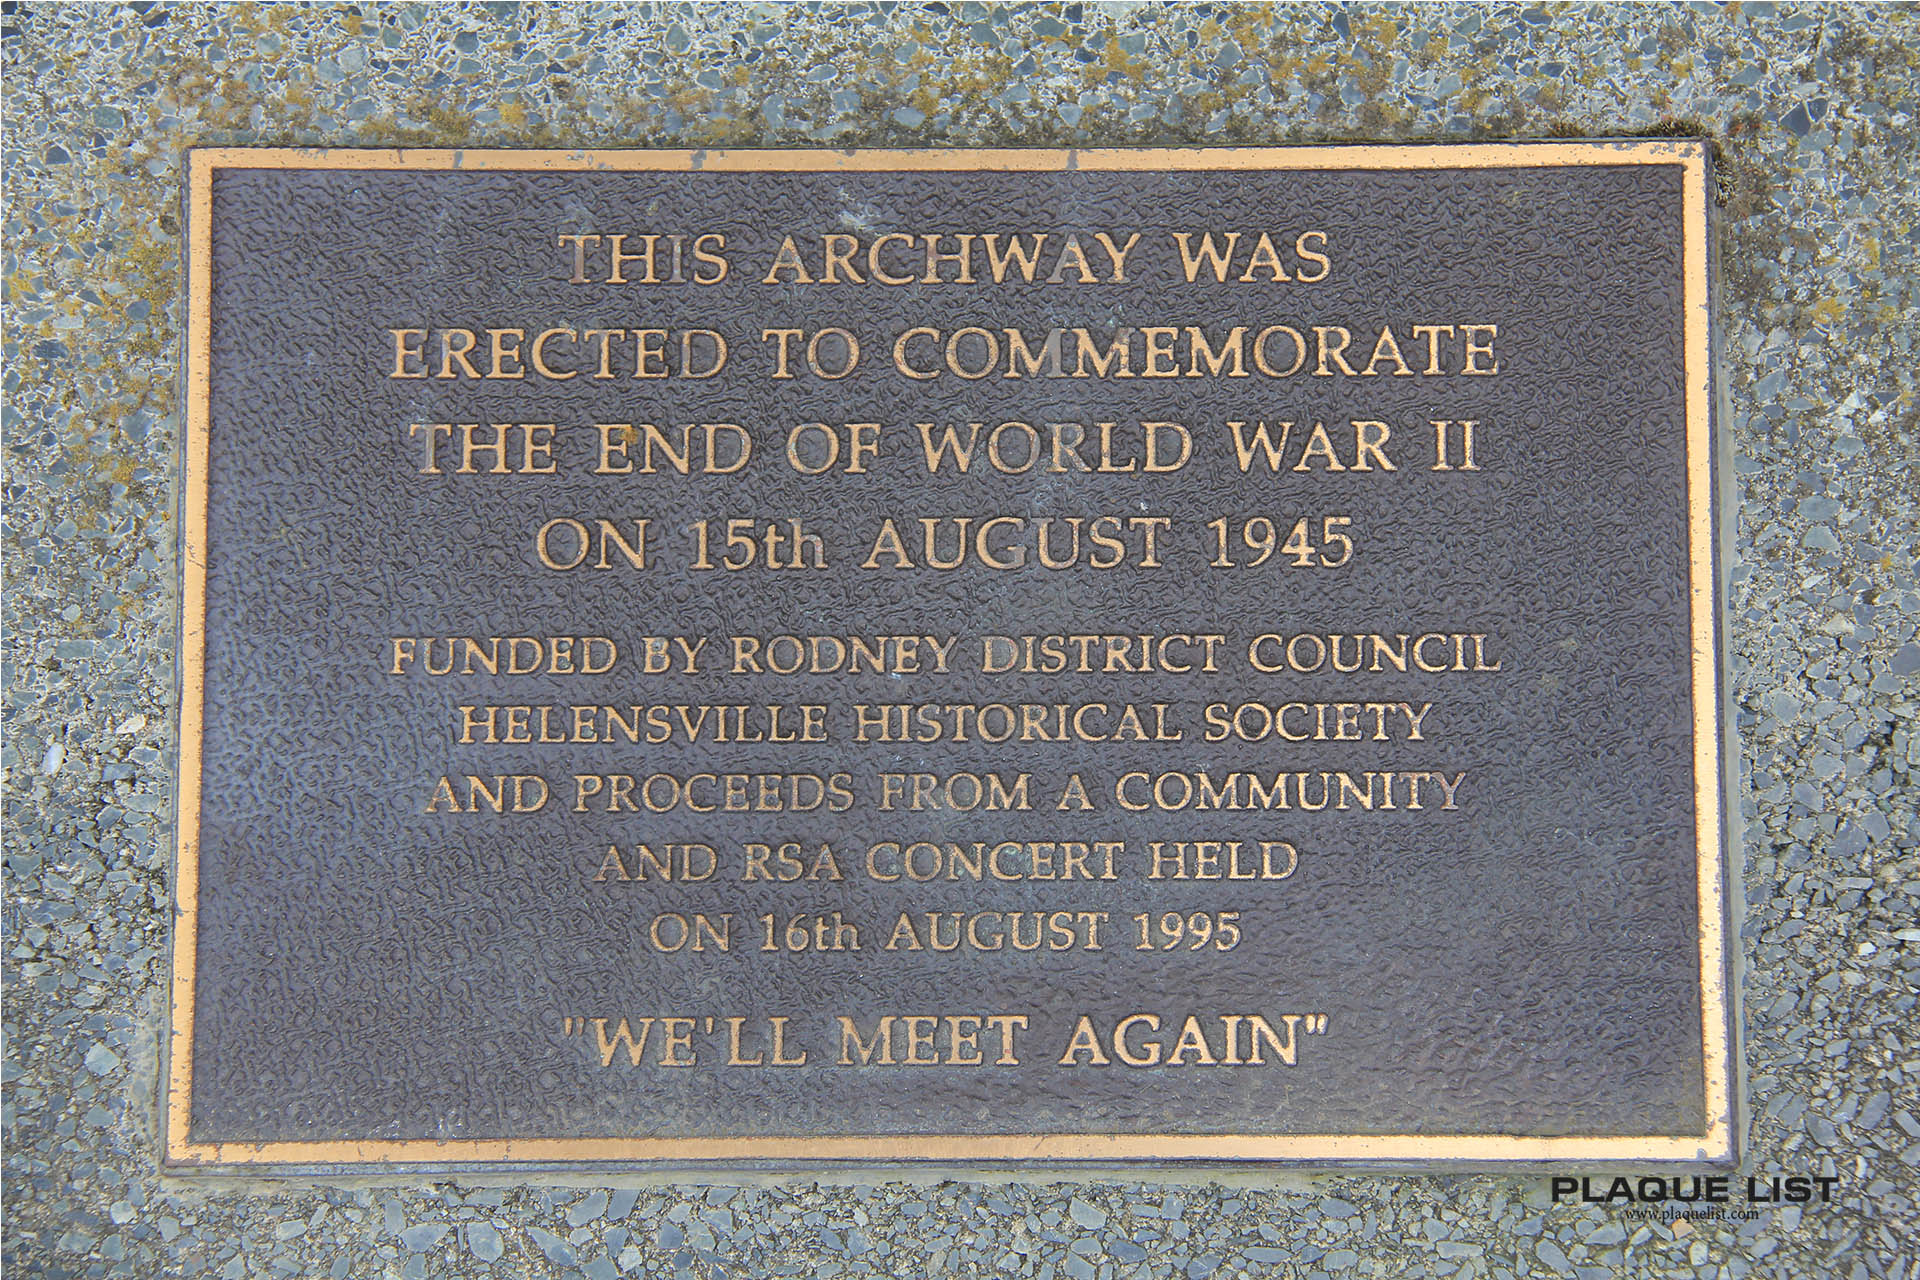 THIS ARCHWAY WAS
ERECTED TO COMMEMORATE
THE END OF WORLD WAR II
ON 15th AUGUST 1945
FUNDED BY RODNEY DISTRICT COUNCIL
HELENSVILLE HISTORICAL SOCIETY
AND PROCEEDS FROM A COMMUNITY
AND RSA CONCERT HELD
ON 16th AUGUST 1995
"WE'LL MEET AGAIN"
PLAQUE LIST
www.plaquelist.com